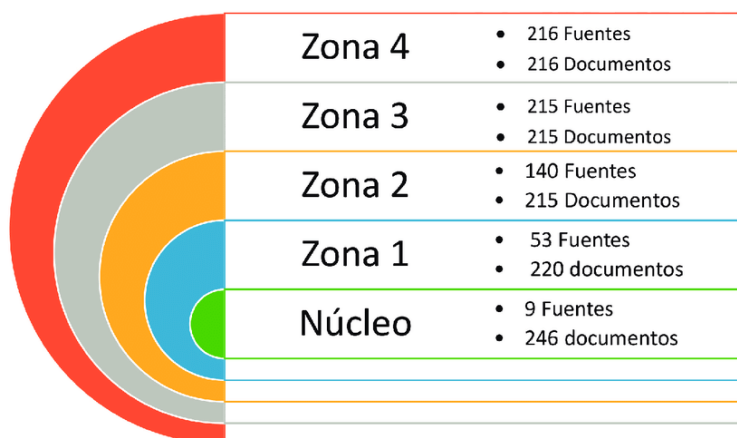 Zona 4
• 216 Fuentes
• 216 Documentos
Zona 3
• 215 Fuentes
• 215 Documentos
Zona 2
• 140 Fuentes
• 215 Documentos
Zona 1
• 53 Fuentes
• 220 documentos
Núcleo
• 9 Fuentes
• 246 documentos